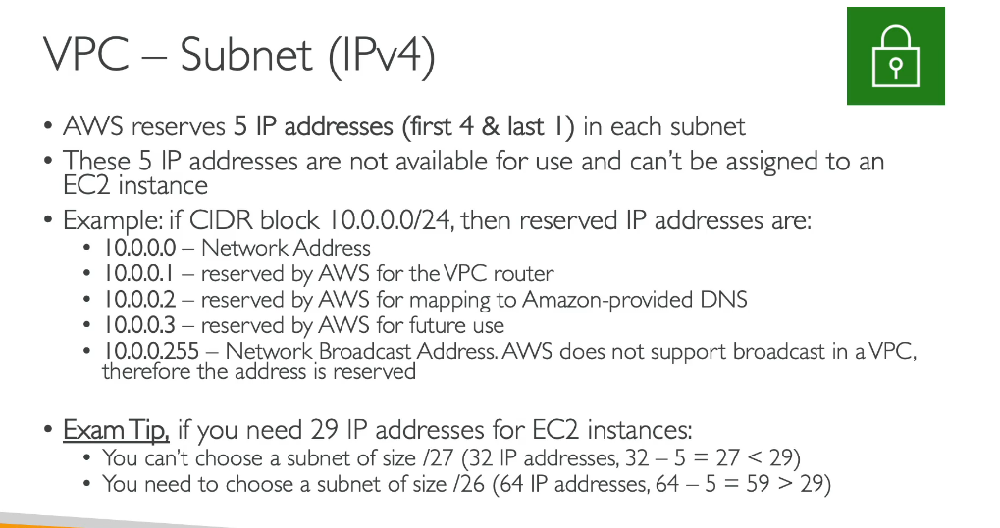 VPC – Subnet (IPv4)
• AWS reserves 5 IP addresses (first 4 & last 1) in each subnet
• These 5 IP addresses are not available for use and can't be assigned to an
EC2 instance
• Example: if CIDR block 10.0.0.0/24, then reserved IP addresses are:
• 10.0.0.0 – Network Address
• 10.0.0.1 – reserved by AWS for the VPC router
• 10.0.0.2 – reserved by AWS for mapping to Amazon-provided DNS
• 10.0.0.3 – reserved by AWS for future use
• 10.0.0.255 – Network Broadcast Address. AWS does not support broadcast in a VPC,
therefore the address is reserved
• Exam Tip, if you need 29 IP addresses for EC2 instances:
• You can't choose a subnet of size /27 (32 IP addresses, 32 – 5 = 27 < 29)
• You need to choose a subnet of size /26 (64 IP addresses, 64 – 5 = 59 > 29)